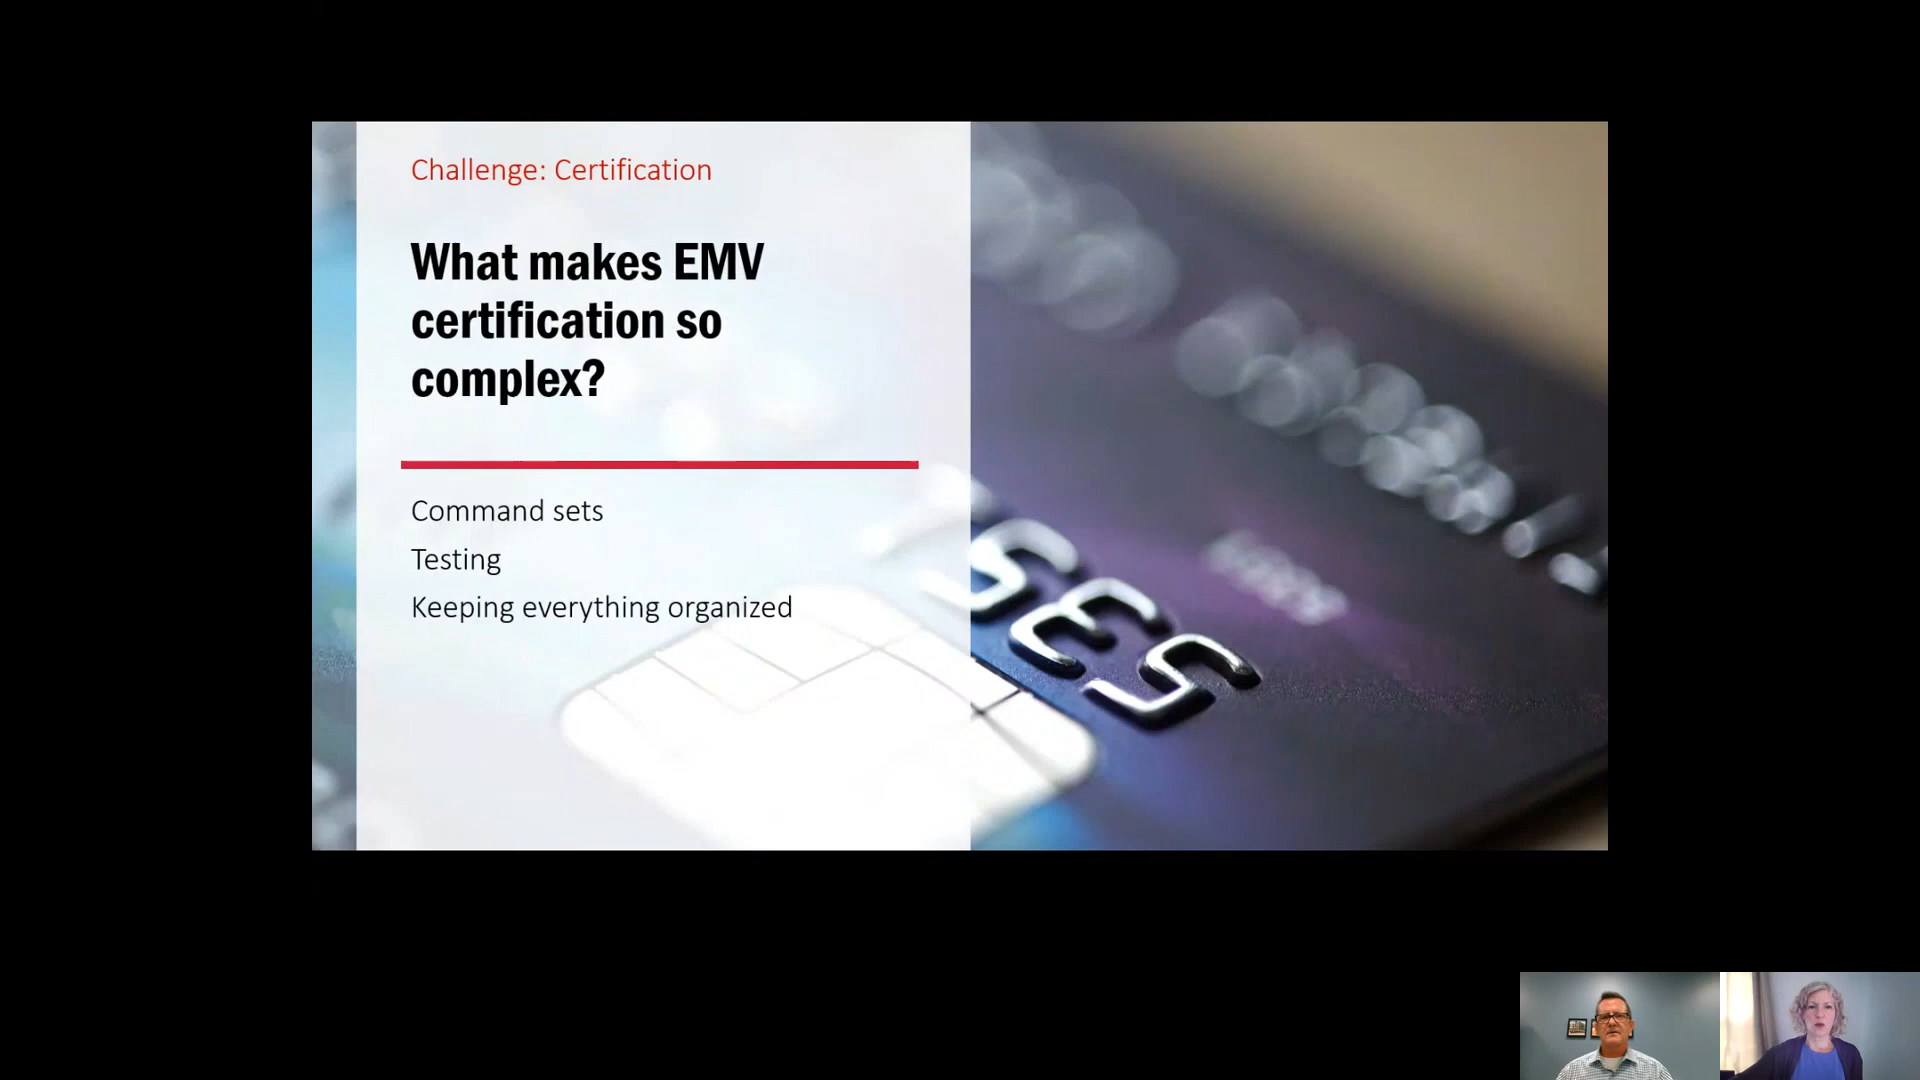 Challenge: Certification
What makes EMV
certification so
complex?
Command sets
Testing
Keeping everything organized